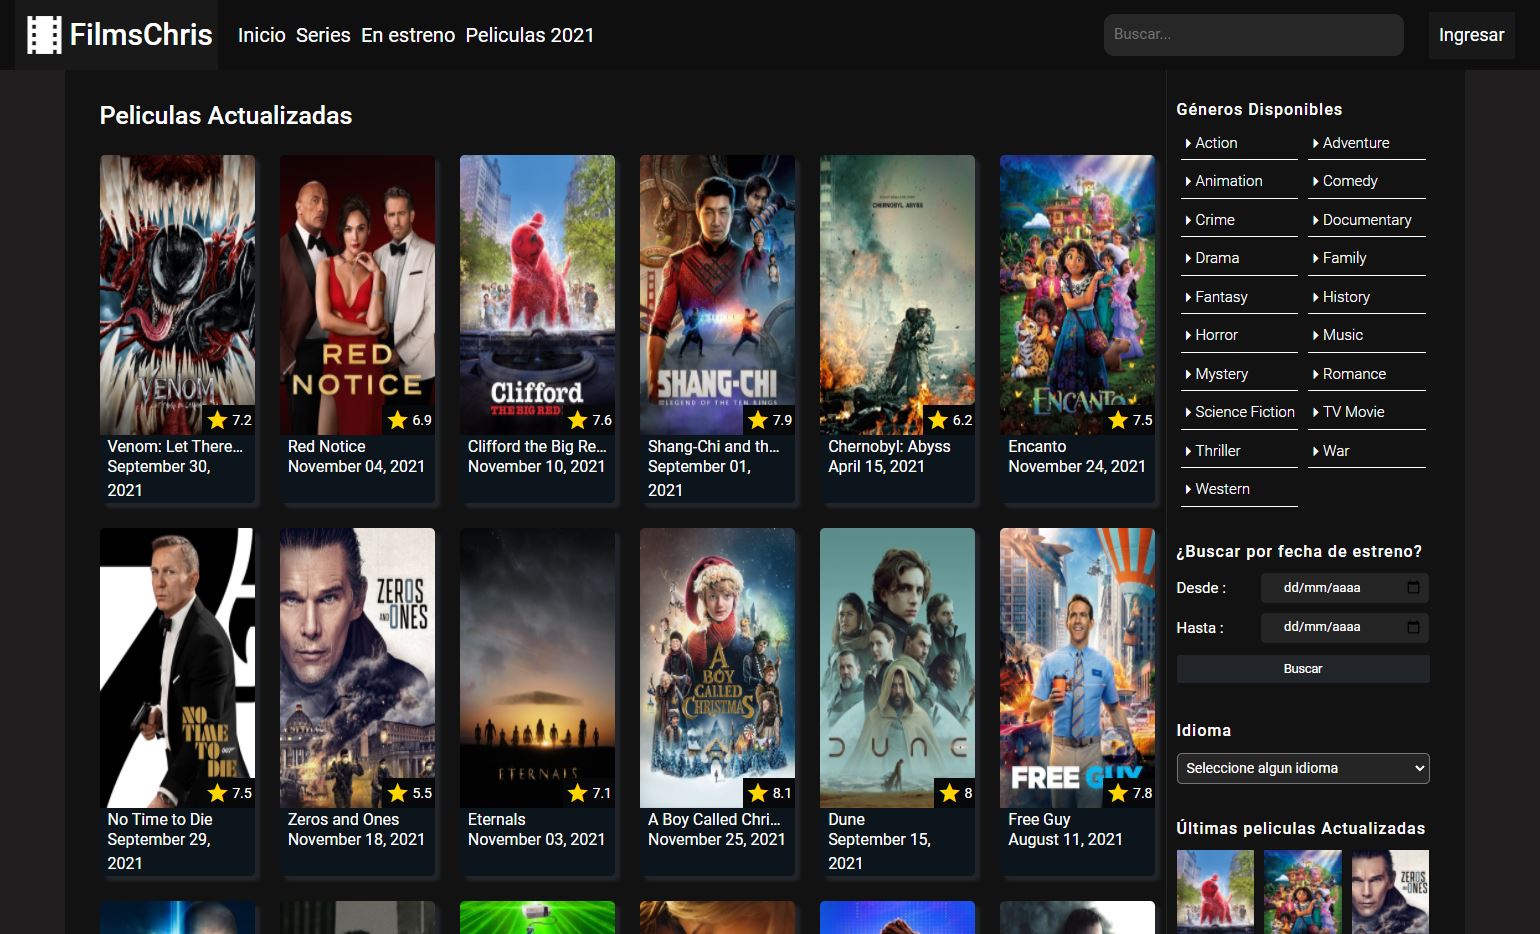 FilmsChris
Inicio Series En estreno Peliculas 2021
Buscar...
Ingresar
Peliculas Actualizadas
VENOM
7.2
Venom: Let There...
September 30,
2021
RED
NOTICE
6.9
Red Notice
November 04, 2021
Clifford
THE BIG RED
7.6
Clifford the Big Re...
November 10, 2021
SHANG-CHI
LEGEND OF THE TEN RINGS
7.9
Shang-Chi and th...
September 01,
2021
CHERNOBYL: ABYSS
6.2
Chernobyl: Abyss
April 15, 2021
ENCANTO
7.5
Encanto
November 24, 2021
NO
TIME
TO
DIE
007
7.5
No Time to Die
September 29,
2021
ZEROS
AND ONES
5.5
Zeros and Ones
November 18, 2021
ETERNALS
7.1
Eternals
November 03, 2021
A
BOY
CALLED
CHRISTMAS
8.1
A Boy Called Chri...
November 25, 2021
DUNE
8
Dune
September 15,
2021
FREE GUY
7.8
Free Guy
August 11, 2021
Géneros Disponibles
Action
Adventure
Animation
Comedy
Crime
Documentary
Drama
Family
Fantasy
History
Horror
Music
Mystery
Romance
Science Fiction
TV Movie
Thriller
War
Western
¿Buscar por fecha de estreno?
Desde :
dd/mm/aaaa
Hasta :
dd/mm/aaaa
Buscar
Idioma
Seleccione algun idioma
Últimas peliculas Actualizadas
ZEROS
AND ONES